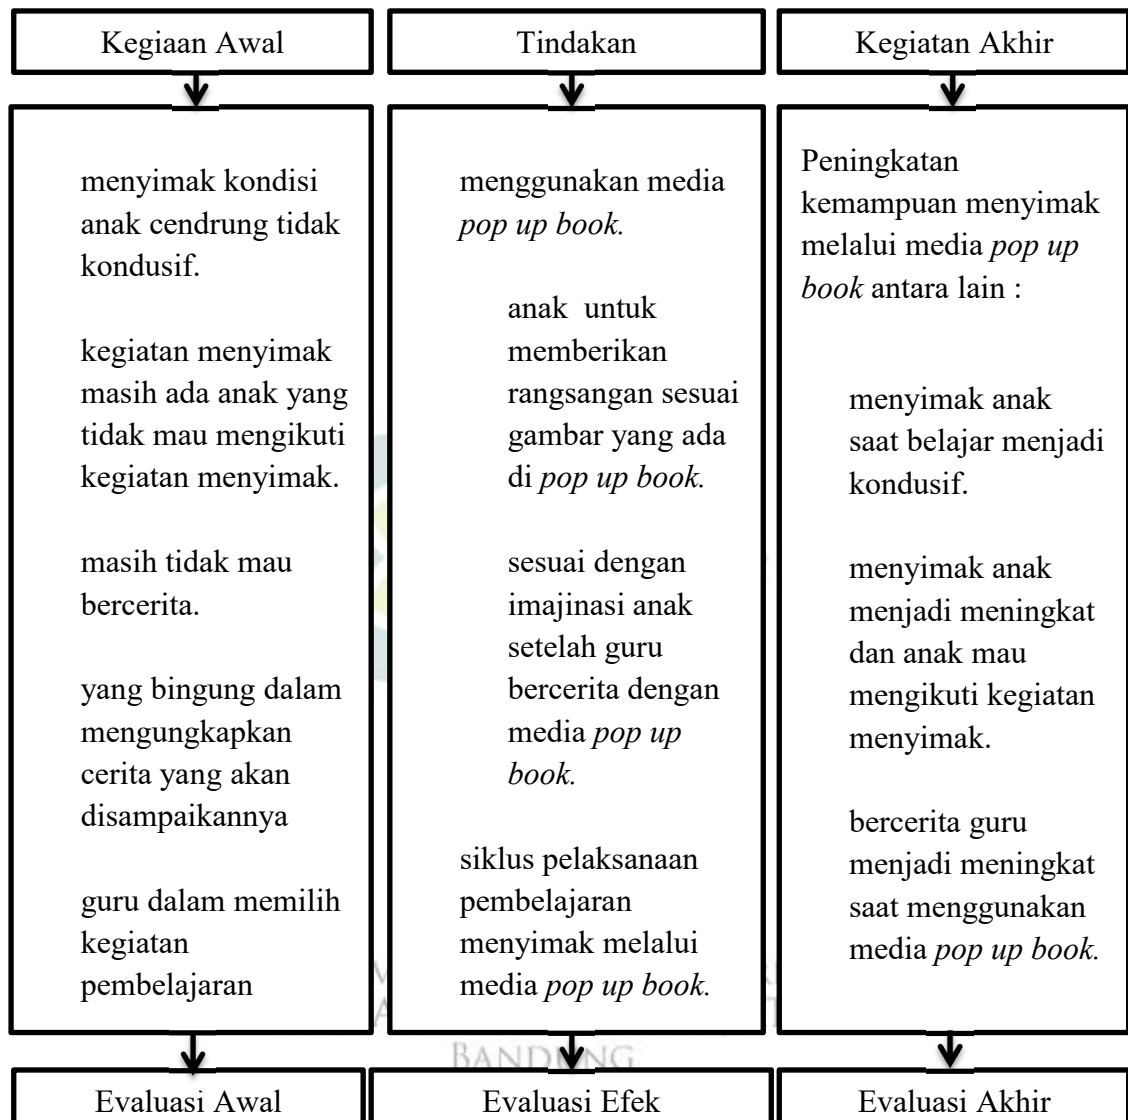 Kegiaan Awal
menyimak kondisi
anak cendrung tidak
kondusif.
kegiatan menyimak
masih ada anak yang
tidak mau mengikuti
kegiatan menyimak.
masih tidak mau
bercerita.
yang bingung dalam
mengungkapkan
cerita yang akan
disampaikannya
guru dalam memilih
kegiatan
pembelajaran
Evaluasi Awal
Tindakan
menggunakan media
pop up book.
anak untuk
memberikan
rangsangan sesuai
gambar yang ada
di pop up book.
sesuai dengan
imajinasi anak
setelah guru
bercerita dengan
media pop up
book.
siklus pelaksanaan
pembelajaran
menyimak melalui
media pop up book.
Evaluasi Efek
Kegiatan Akhir
Peningkatan
kemampuan menyimak
melalui media pop up
book antara lain :
menyimak anak
saat belajar menjadi
kondusif.
menyimak anak
menjadi meningkat
dan anak mau
mengikuti kegiatan
menyimak.
bercerita guru
menjadi meningkat
saat menggunakan
media pop up book.
Evaluasi Akhir
BANDUNG